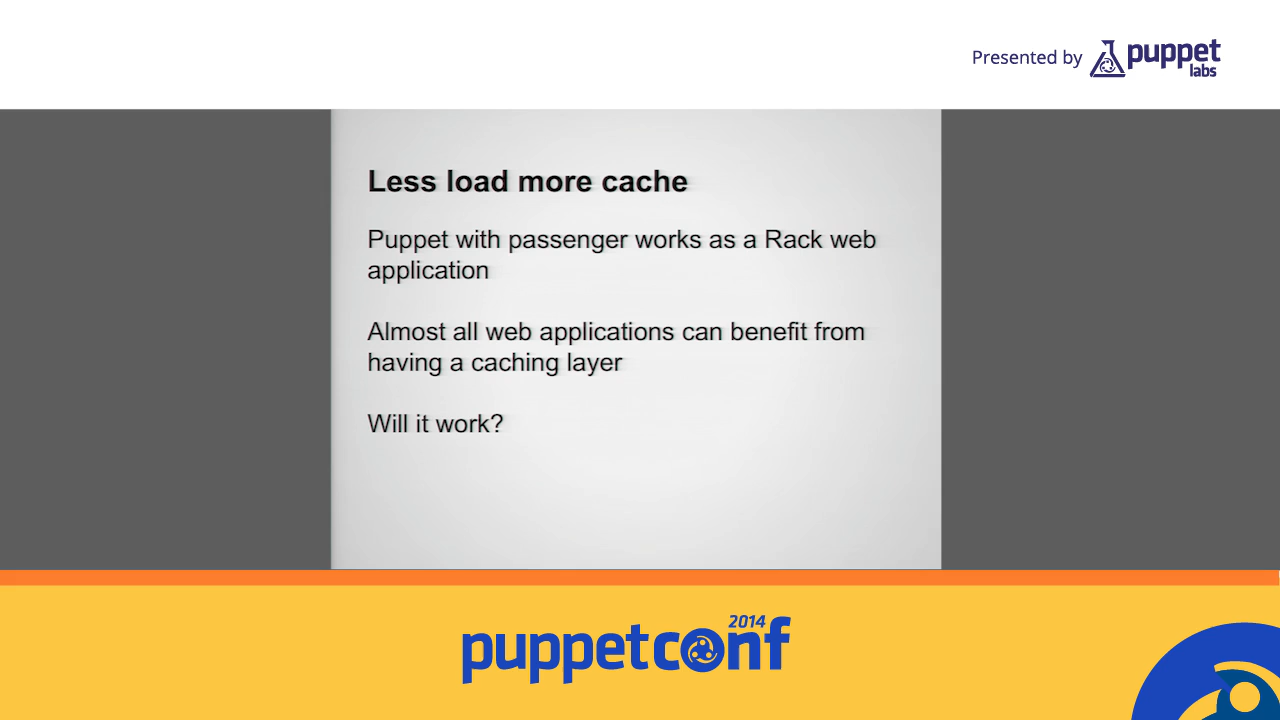 Presented by puppet labs
Less load more cache
Puppet with passenger works as a Rack web
application
Almost all web applications can benefit from
having a caching layer
Will it work?
puppetconf 2014